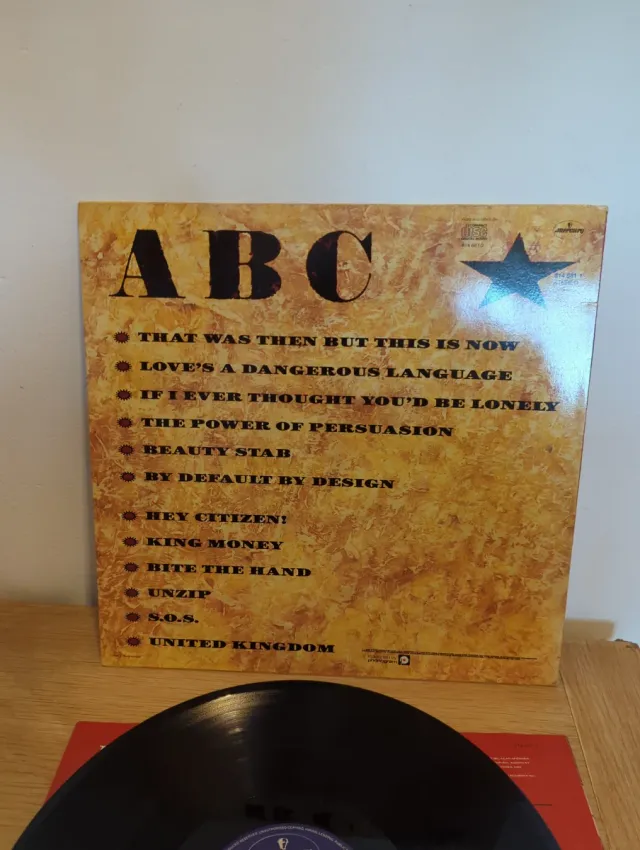 ABC
THAT WAS THEN BUT THIS IS NOW
LOVE'S A DANGEROUS LANGUAGE
IF I EVER THOUGHT YOU'D BE LONELY
THE POWER OF PERSUASION
BEAUTY STAB
BY DEFAULT BY DESIGN
HEY CITIZEN!
KING MONEY
BITE THE HAND
UNZIP
S.O.S.
UNITED KINGDOM